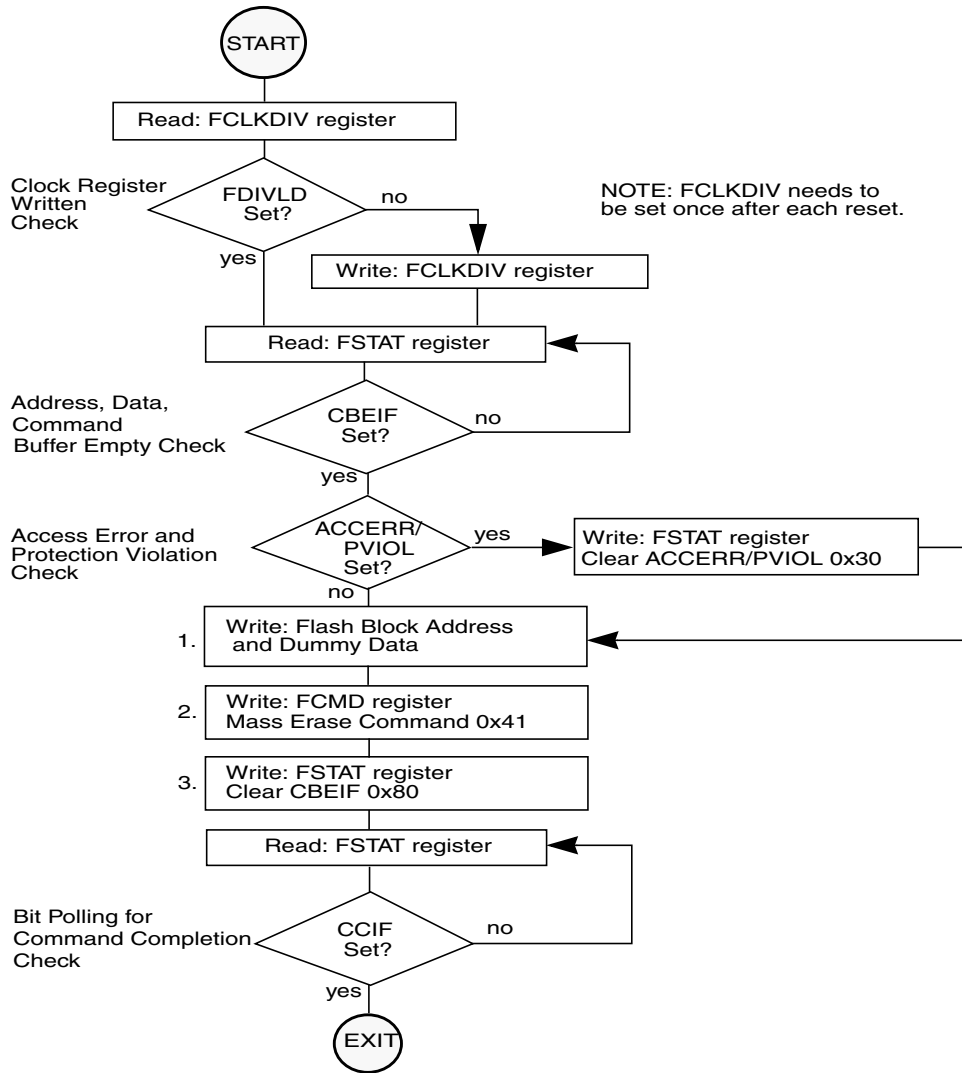 START
Read: FCLKDIV register
Clock Register
Written
Check
FDIVLD
Set?
no
yes
NOTE: FCLKDIV needs to
be set once after each reset.
Write: FCLKDIV register
Read: FSTAT register
Address, Data,
Command
Buffer Empty Check
CBEIF
Set?
no
yes
Access Error and
Protection Violation
Check
ACCERR/
PVIOL
Set?
yes
no
Write: FSTAT register
Clear ACCERR/PVIOL 0x30
1.
Write: Flash Block Address
and Dummy Data
2.
Write: FCMD register
Mass Erase Command 0x41
3.
Write: FSTAT register
Clear CBEIF 0x80
Read: FSTAT register
Bit Polling for
Command Completion
Check
CCIF
Set?
no
yes
EXIT